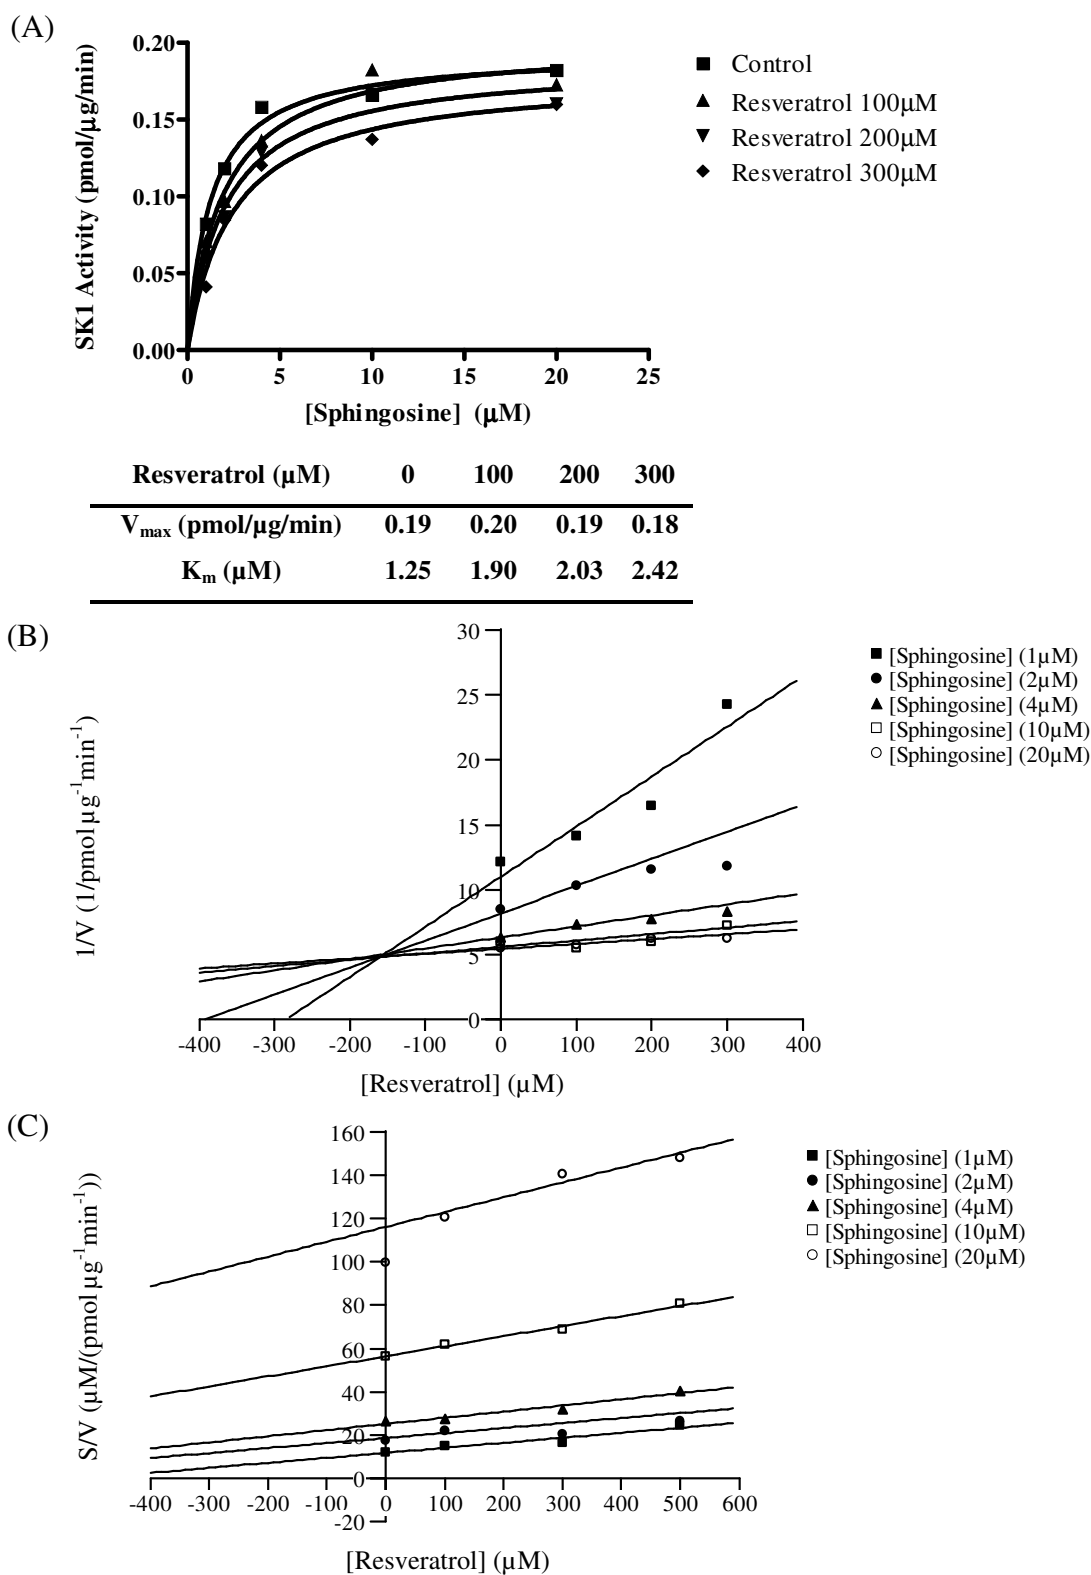 (A)
SK1 Activity (pmol/µg/min)
0.20
0.15
0.10
0.05
0.00
0 5 10 15 20 25
[Sphingosine] (µM)
Control
Resveratrol 100µM
Resveratrol 200µM
Resveratrol 300µM
Resveratrol (µM) 0 100 200 300
Vmax (pmol/µg/min) 0.19 0.20 0.19 0.18
Km (µM) 1.25 1.90 2.03 2.42
(B)
1/V (1/pmol µg⁻¹min⁻¹)
30
25
20
15
10
5
0
-400 -300 -200 -100 0 100 200 300 400
[Resveratrol] (µM)
[Sphingosine] (1µM)
[Sphingosine] (2µM)
[Sphingosine] (4µM)
[Sphingosine] (10µM)
[Sphingosine] (20µM)
(C)
S/V (µM/(pmol µg⁻¹min⁻¹))
160
140
120
100
80
60
40
20
0
-20
-400 -300 -200 -100 0 100 200 300 400 500 600
[Resveratrol] (µM)
[Sphingosine] (1µM)
[Sphingosine] (2µM)
[Sphingosine] (4µM)
[Sphingosine] (10µM)
[Sphingosine] (20µM)